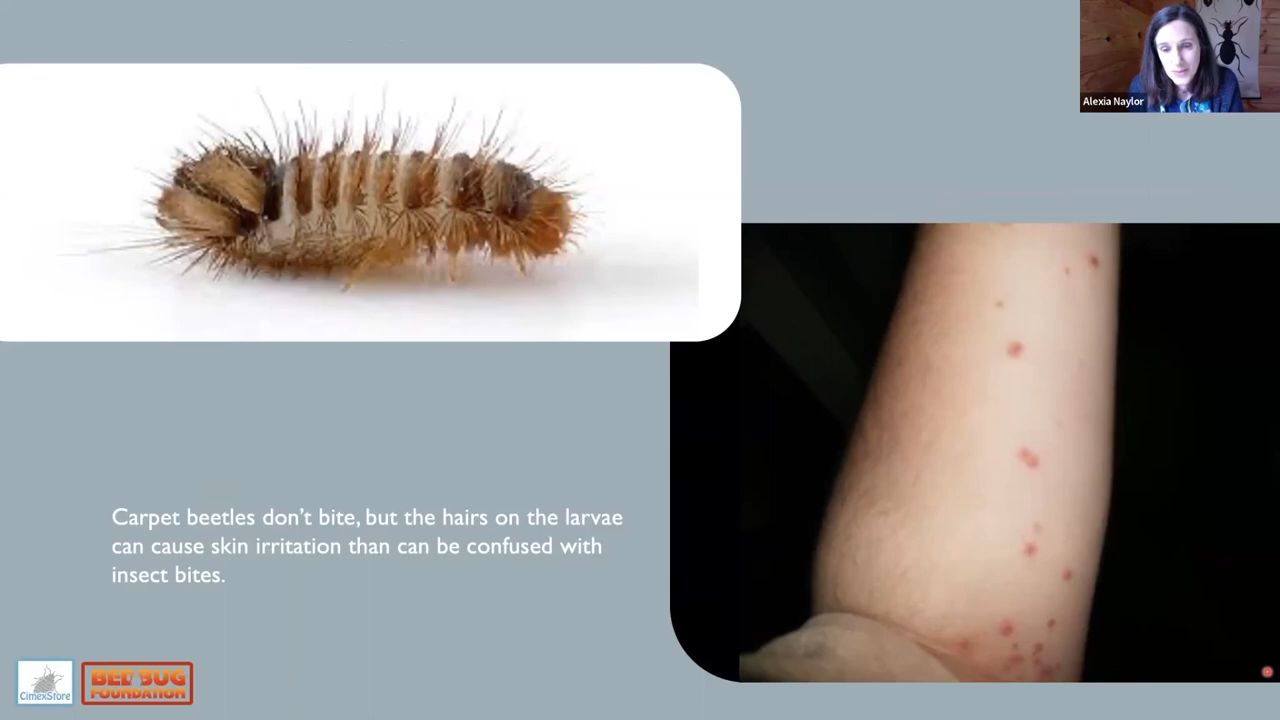 Alexia Naylor
Carpet beetles don't bite, but the hairs on the larvae
can cause skin irritation than can be confused with
insect bites.
CimexStore
BED BUG
FOUNDATION